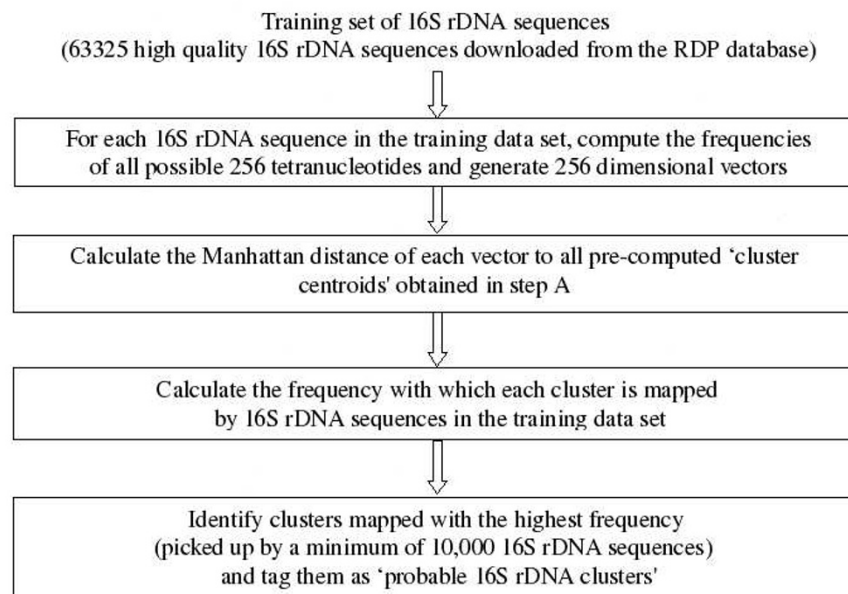 Training set of 16S rDNA sequences
(63325 high quality 16S rDNA sequences downloaded from the RDP database)
For each 16S rDNA sequence in the training data set, compute the frequencies
of all possible 256 tetranucleotides and generate 256 dimensional vectors
Calculate the Manhattan distance of each vector to all pre-computed ‘cluster
centroids' obtained in step A
Calculate the frequency with which each cluster is mapped
by 16S rDNA sequences in the training data set
Identify clusters mapped with the highest frequency
(picked up by a minimum of 10,000 16S rDNA sequences)
and tag them as ‘probable 16S rDNA clusters'